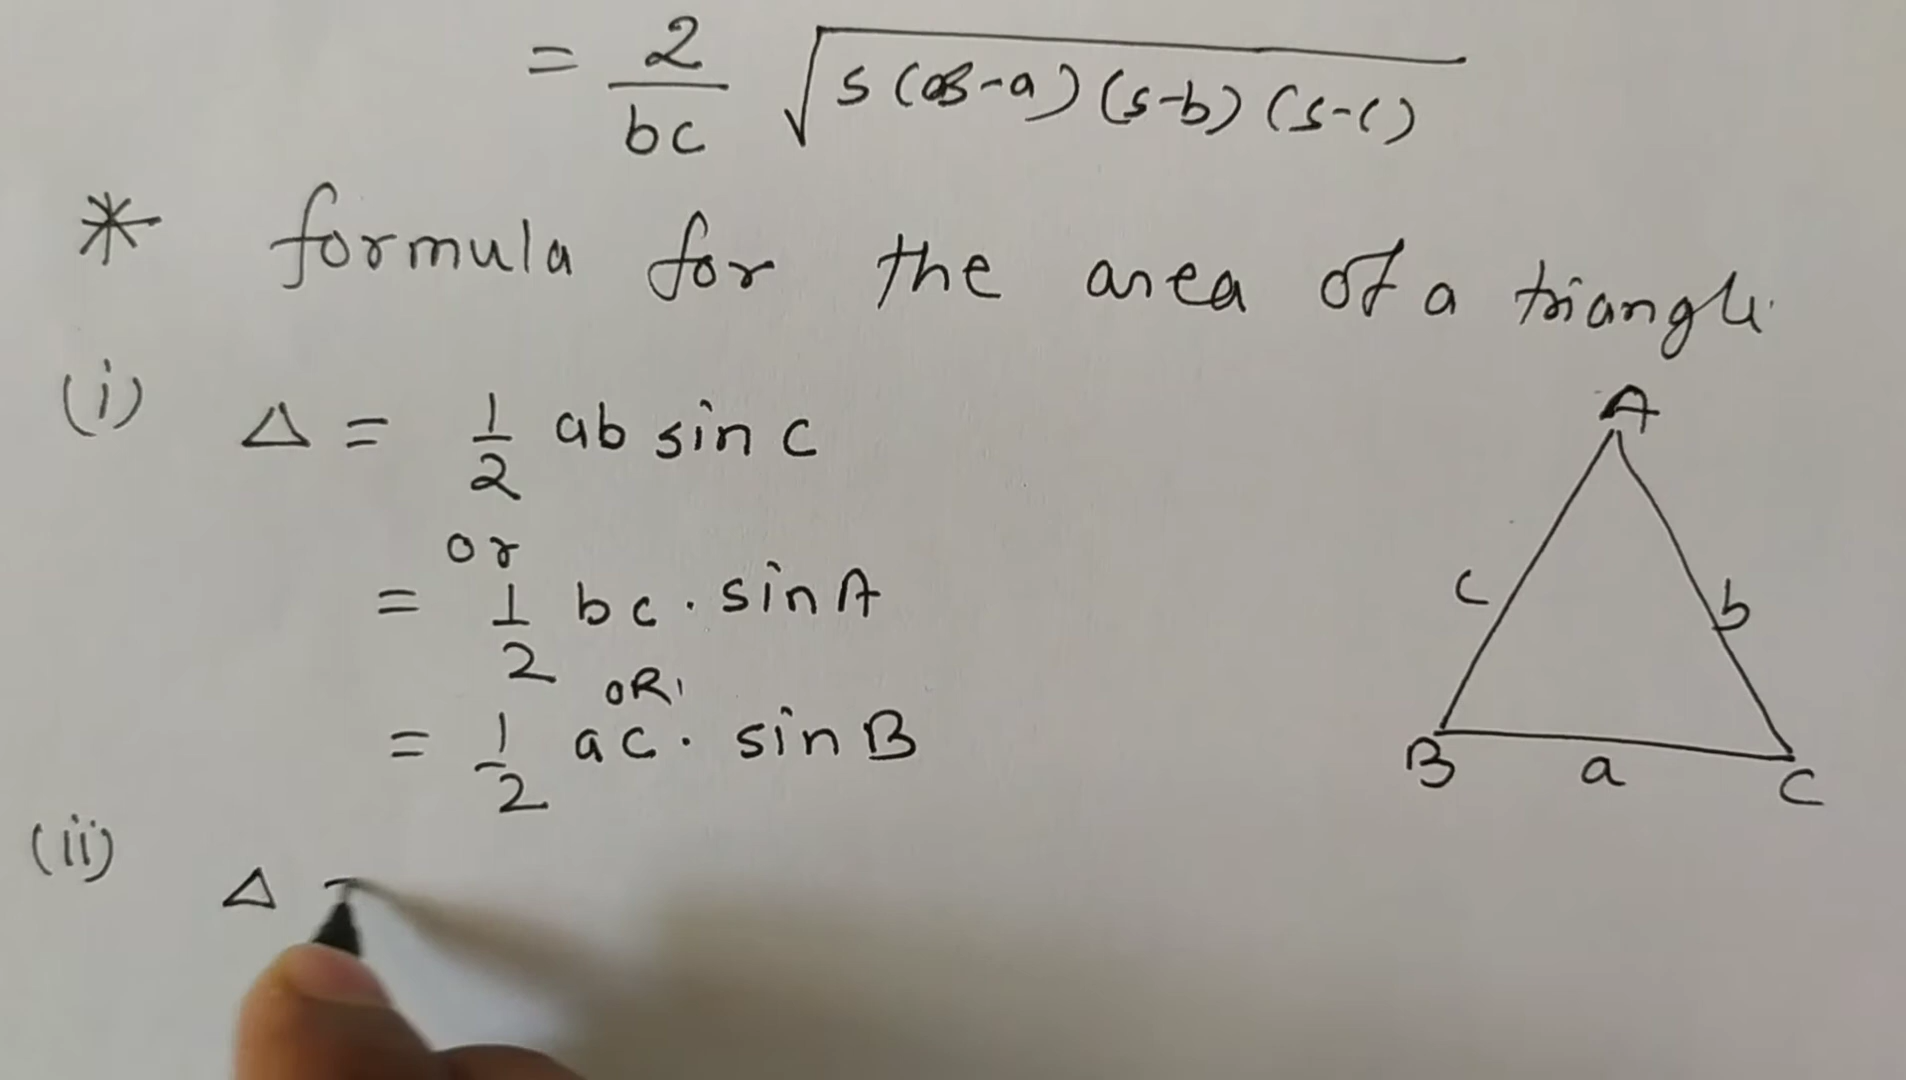 = 2/bc √s(s-a)(s-b)(s-c)
* formula for the area of a triangle.
(i) Δ = 1/2 ab sin C
or
= 1/2 bc . sin A
OR
= 1/2 ac . sin B
(ii) Δ
A
c
b
B
a
C